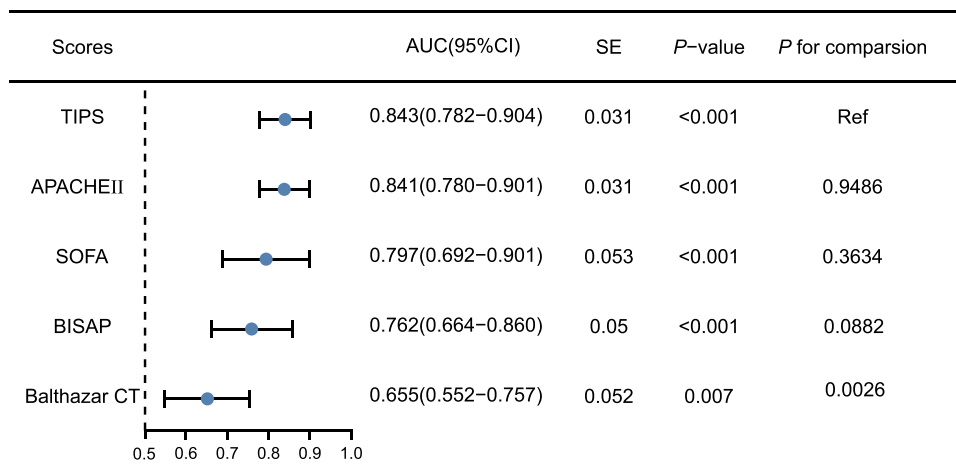 Scores AUC(95%CI) SE P−value P for comparsion
TIPS 0.843(0.782−0.904) 0.031 <0.001 Ref
APACHEII 0.841(0.780−0.901) 0.031 <0.001 0.9486
SOFA 0.797(0.692−0.901) 0.053 <0.001 0.3634
BISAP 0.762(0.664−0.860) 0.05 <0.001 0.0882
Balthazar CT 0.655(0.552−0.757) 0.052 0.007 0.0026
0.5 0.6 0.7 0.8 0.9 1.0